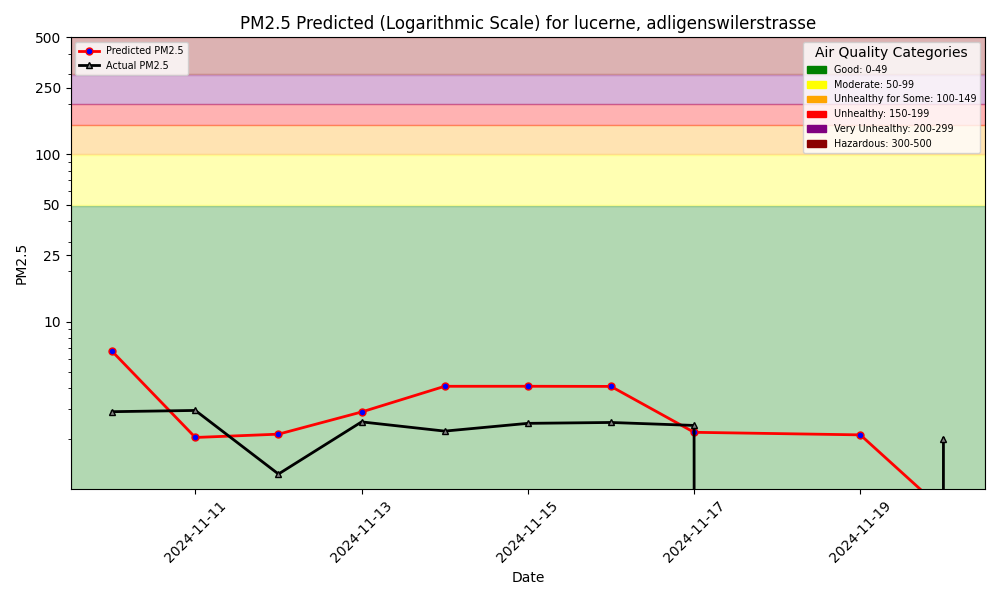 PM2.5 Predicted (Logarithmic Scale) for lucerne, adligenswilerstrasse
Predicted PM2.5
Actual PM2.5
Air Quality Categories
Good: 0-49
Moderate: 50-99
Unhealthy for Some: 100-149
Unhealthy: 150-199
Very Unhealthy: 200-299
Hazardous: 300-500
PM2.5
500
250
100
50
25
10
2024-11-11
2024-11-13
2024-11-15
2024-11-17
2024-11-19
Date